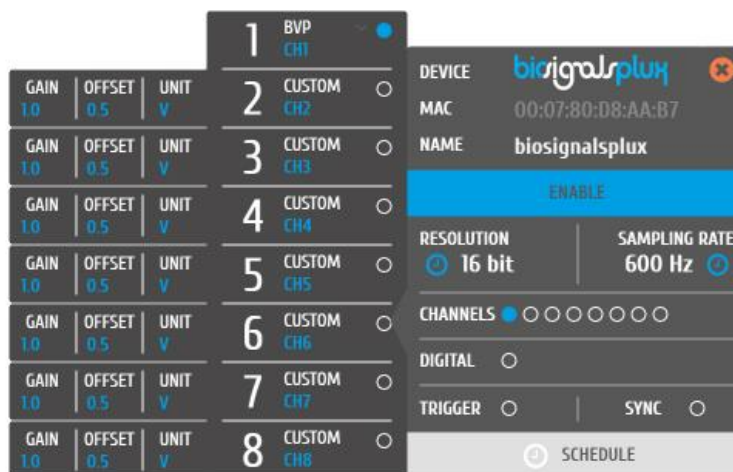 1 BVP
CH1
GAIN OFFSET UNIT
1.0 0.5 V
2 CUSTOM
CH2
GAIN OFFSET UNIT
1.0 0.5 V
3 CUSTOM
CH3
GAIN OFFSET UNIT
1.0 0.5 V
4 CUSTOM
CH4
GAIN OFFSET UNIT
1.0 0.5 V
5 CUSTOM
CH5
GAIN OFFSET UNIT
1.0 0.5 V
6 CUSTOM
CH6
GAIN OFFSET UNIT
1.0 0.5 V
7 CUSTOM
CH7
GAIN OFFSET UNIT
1.0 0.5 V
8 CUSTOM
CH8
DEVICE biosignalsplux
MAC 00:07:80:D8:AA:B7
NAME biosignalsplux
ENABLE
RESOLUTION SAMPLING RATE
16 bit 600 Hz
CHANNELS
DIGITAL
TRIGGER SYNC
SCHEDULE